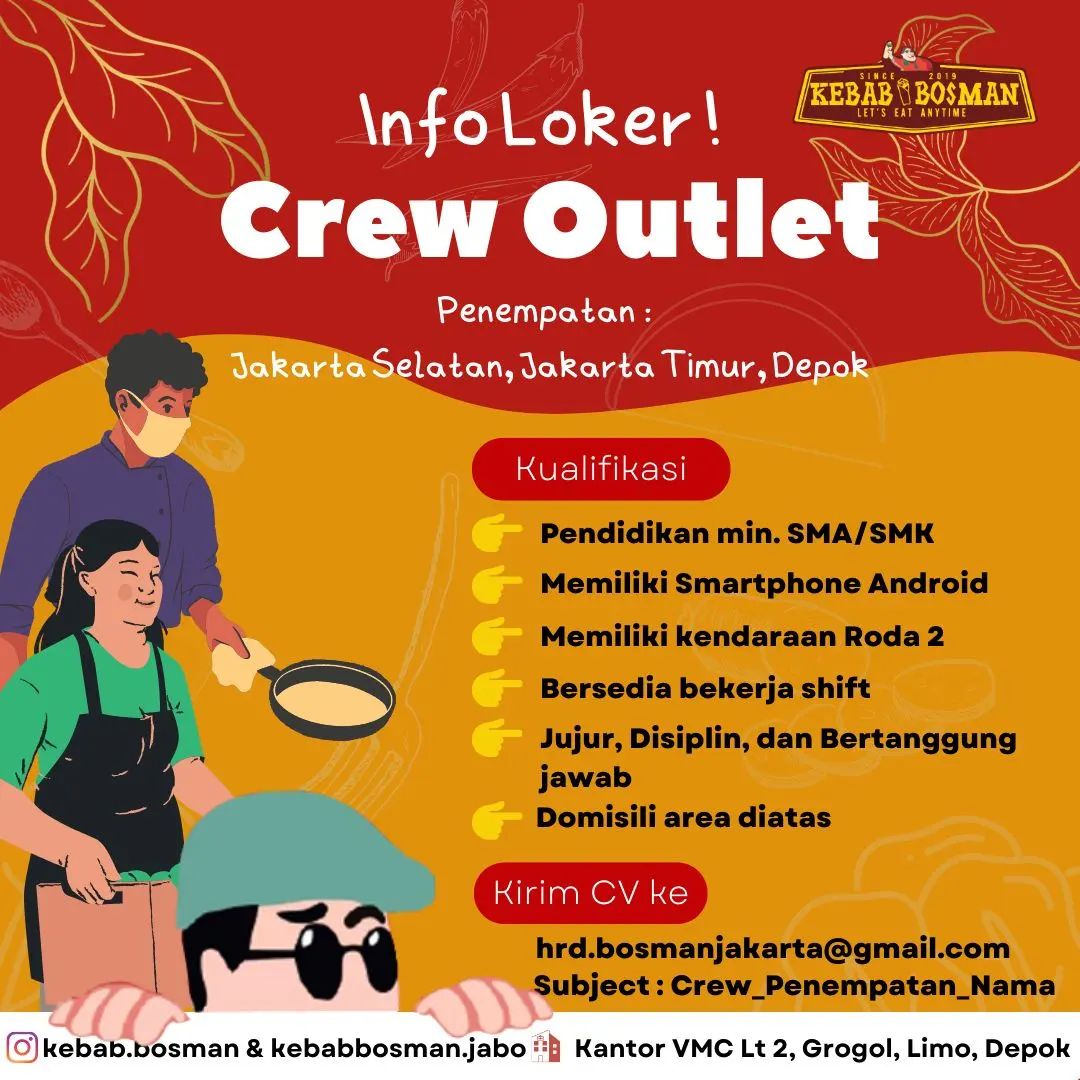 SINCE 2019
KEBAB BOSMAN
LET'S EAT ANYTIME
Info Loker !
Crew Outlet
Penempatan :
Jakarta Selatan, Jakarta Timur, Depok
Kualifikasi
Pendidikan min. SMA/SMK
Memiliki Smartphone Android
Memiliki kendaraan Roda 2
Bersedia bekerja shift
Jujur, Disiplin, dan Bertanggung
jawab
Domisili area diatas
Kirim CV ke
hrd.bosmanjakarta@gmail.com
Subject : Crew_Penempatan_Nama
kebab.bosman & kebabbosman.jabo Kantor VMC Lt 2, Grogol, Limo, Depok